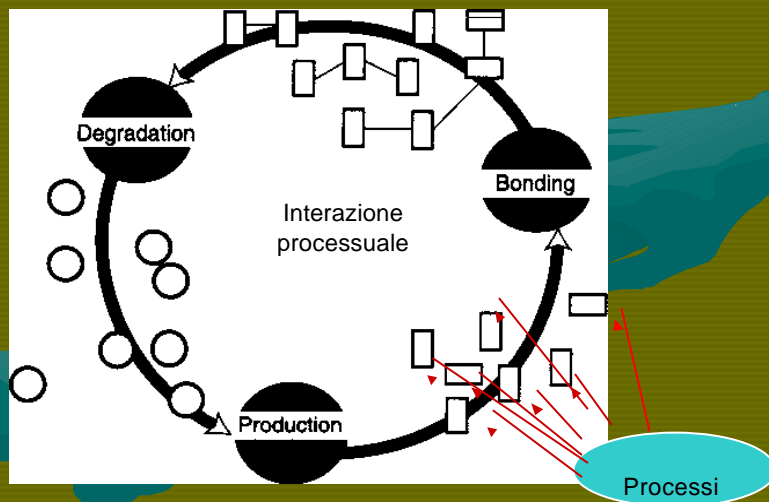 Degradation
Bonding
Interazione
processuale
Production
Processi